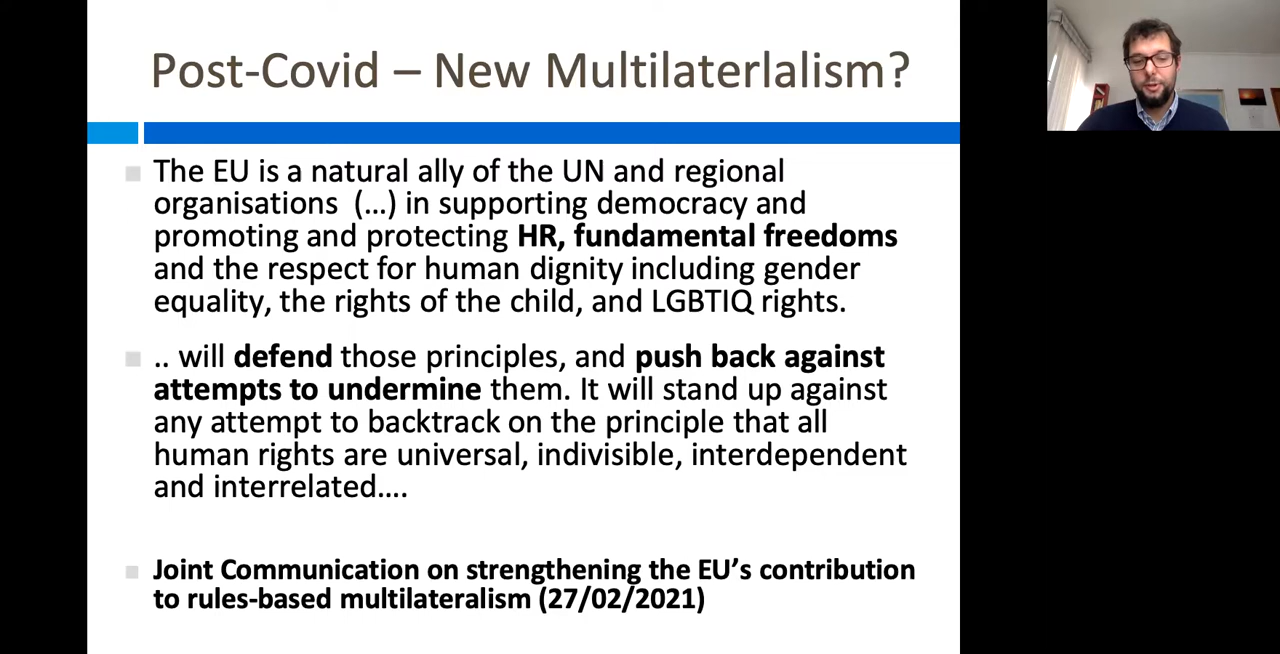 Post-Covid – New Multilaterlalism?
The EU is a natural ally of the UN and regional
organisations (…) in supporting democracy and
promoting and protecting HR, fundamental freedoms
and the respect for human dignity including gender
equality, the rights of the child, and LGBTIQ rights.
.. will defend those principles, and push back against
attempts to undermine them. It will stand up against
any attempt to backtrack on the principle that all
human rights are universal, indivisible, interdependent
and interrelated….
Joint Communication on strengthening the EU’s contribution
to rules-based multilateralism (27/02/2021)